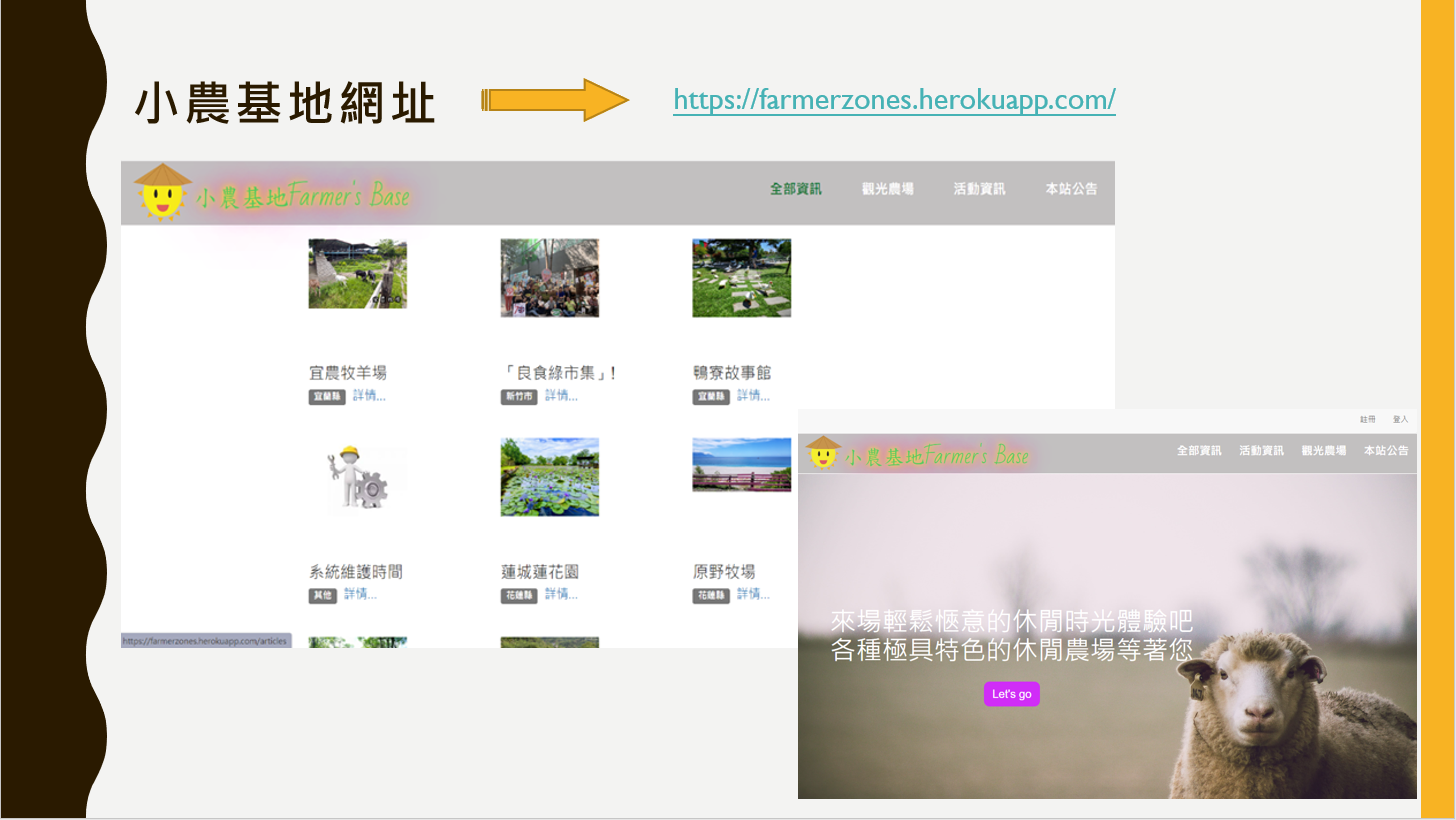 小農基地網址
https://farmerzones.herokuapp.com/
小農基地Farmer's Base
全部資訊 觀光農場 活動資訊 本站公告
宜農牧羊場
宜蘭縣 詳情...
「良食綠市集」!
新竹市 詳情...
鴨寮故事館
宜蘭縣 詳情...
系統維護時間
其他 詳情...
蓮城蓮花園
花蓮縣 詳情...
原野牧場
花蓮縣 詳情...
https://farmerzones.herokuapp.com/articles
註冊 登入
小農基地Farmer's Base
全部資訊 活動資訊 觀光農場 本站公告
來場輕鬆愜意的休閒時光體驗吧
各種極具特色的休閒農場等著您
Let's go